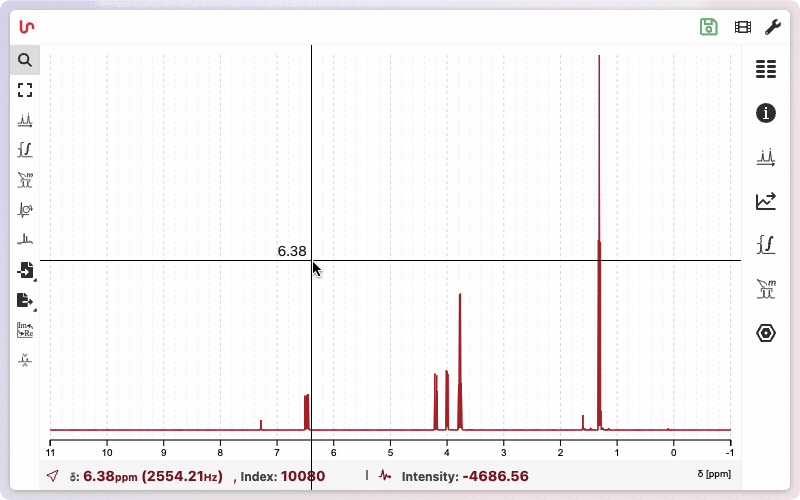 6.38
11 10 9 8 7 6 5 4 3 2 1 0 -1
δ: 6.38ppm (2554.21Hz) , Index: 10080 Intensity: -4686.56 δ [ppm]